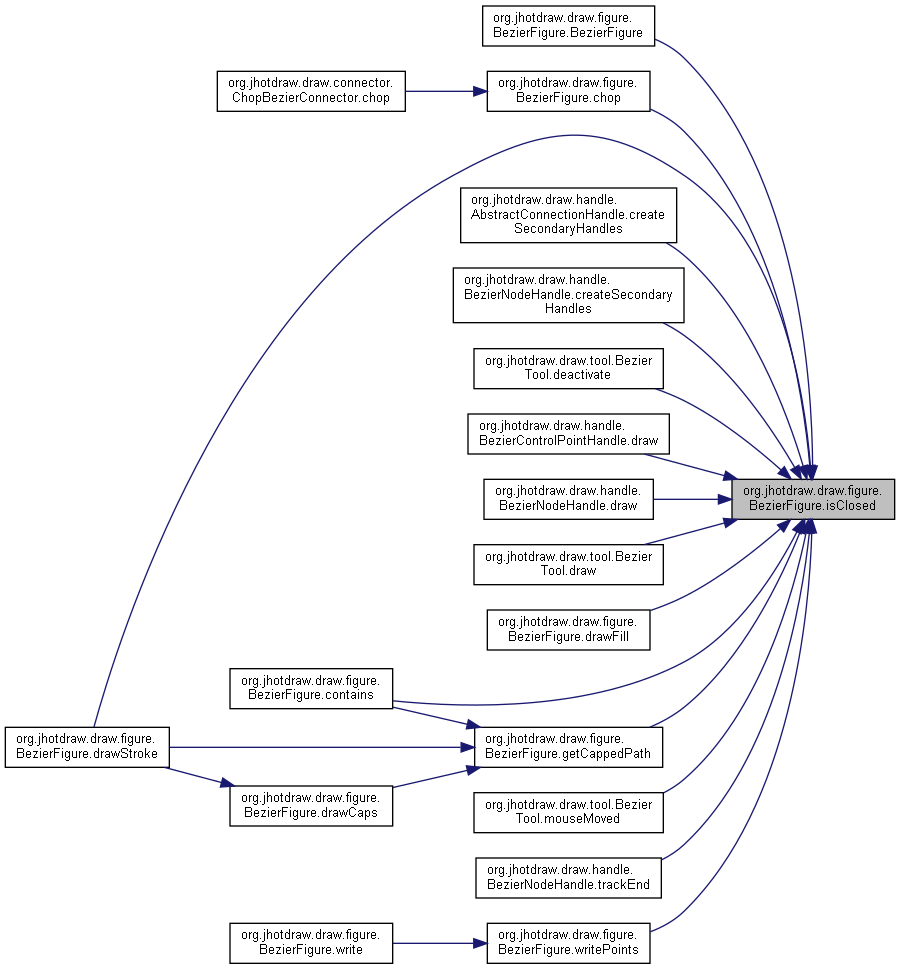 org.jhotdraw.draw.figure.
BezierFigure.BezierFigure
org.jhotdraw.draw.connector.
ChopBezierConnector.chop
org.jhotdraw.draw.figure.
BezierFigure.chop
org.jhotdraw.draw.handle.
AbstractConnectionHandle.create
SecondaryHandles
org.jhotdraw.draw.handle.
BezierNodeHandle.createSecondary
Handles
org.jhotdraw.draw.tool.Bezier
Tool.deactivate
org.jhotdraw.draw.handle.
BezierControlPointHandle.draw
org.jhotdraw.draw.handle.
BezierNodeHandle.draw
org.jhotdraw.draw.figure.
BezierFigure.isClosed
org.jhotdraw.draw.tool.Bezier
Tool.draw
org.jhotdraw.draw.figure.
BezierFigure.drawFill
org.jhotdraw.draw.figure.
BezierFigure.contains
org.jhotdraw.draw.figure.
BezierFigure.drawStroke
org.jhotdraw.draw.figure.
BezierFigure.getCappedPath
org.jhotdraw.draw.figure.
BezierFigure.drawCaps
org.jhotdraw.draw.tool.Bezier
Tool.mouseMoved
org.jhotdraw.draw.handle.
BezierNodeHandle.trackEnd
org.jhotdraw.draw.figure.
BezierFigure.write
org.jhotdraw.draw.figure.
BezierFigure.writePoints